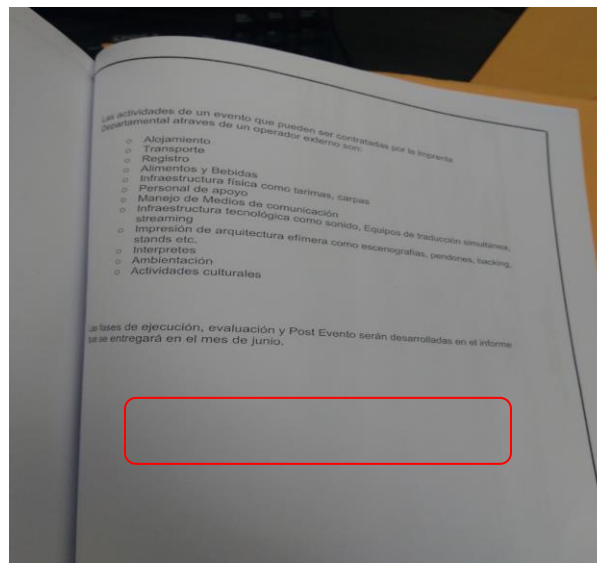 Las actividades de un evento que pueden ser contratadas por la Imprenta
Departamental atraves de un operador externo son:
o Alojamiento
o Transporte
o Registro
o Alimentos y Bebidas
o Infraestructura física como tarimas, carpas
o Personal de apoyo
o Manejo de Medios de comunicación
o Infraestructura tecnológica como sonido, Equipos de traducción simultánea,
streaming
o Impresión de arquitectura efímera como escenografías, pendones, backing,
stands etc.
o Interpretes
o Ambientación
o Actividades culturales
Las fases de ejecución, evaluación y Post Evento serán desarrolladas en el informe
que se entregará en el mes de junio.